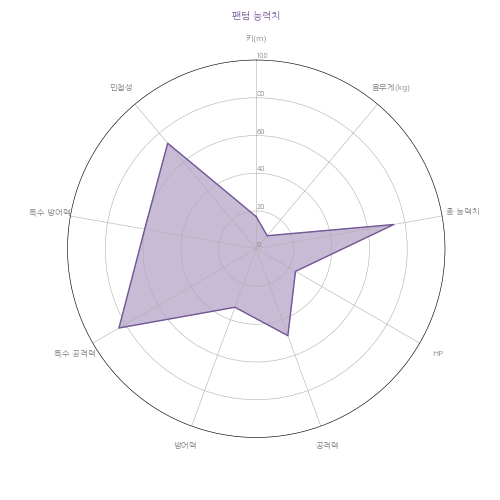 팬텀 능력치
키(m)
100
몸무게(kg)
민첩성
80
60
40
특수 방어력
20
총 능력치
0
특수 공격력
HP
방어력
공격력